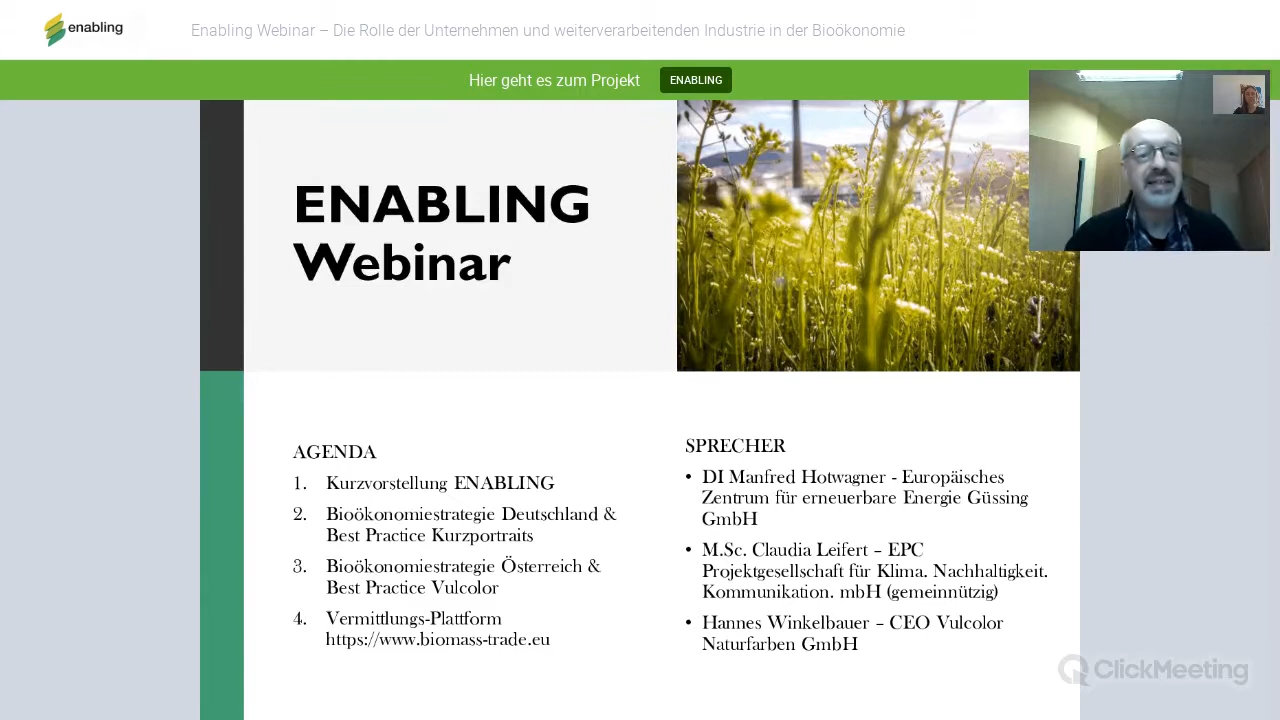 enabling
Enabling Webinar – Die Rolle der Unternehmen und weiterverarbeitenden Industrie in der Bioökonomie
Hier geht es zum Projekt
ENABLING
ENABLING
Webinar
AGENDA
1. Kurzvorstellung ENABLING
2. Bioökonomiestrategie Deutschland &
Best Practice Kurzportraits
3. Bioökonomiestrategie Österreich &
Best Practice Vulcolor
4. Vermittlungs-Plattform
https://www.biomass-trade.eu
SPRECHER
• DI Manfred Hotwagner - Europäisches
Zentrum für erneuerbare Energie Güssing
GmbH
• M.Sc. Claudia Leifert – EPC
Projektgesellschaft für Klima. Nachhaltigkeit.
Kommunikation. mbH (gemeinnützig)
• Hannes Winkelbauer – CEO Vulcolor
Naturfarben GmbH
ClickMeeting